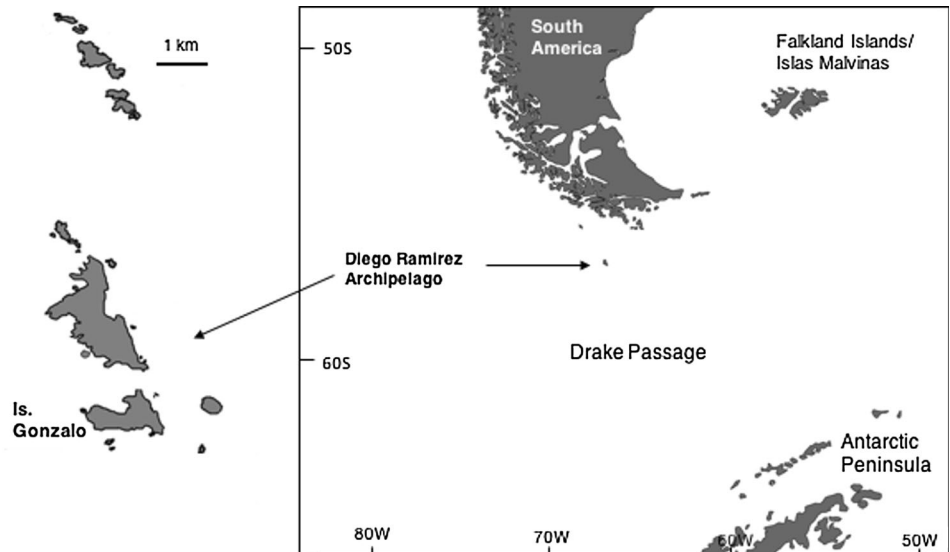 1 km
Is.
Gonzalo
50S
60S
South
America
Falkland Islands/
Islas Malvinas
Diego Ramirez
Archipelago
Drake Passage
Antarctic
Peninsula
80W
70W
60W
50W